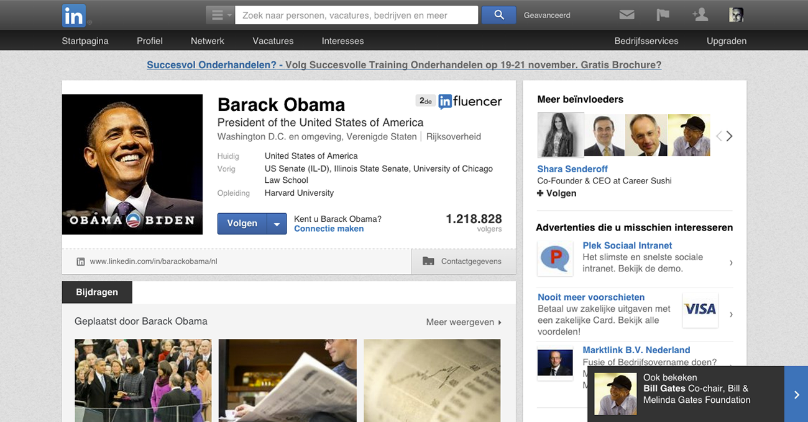 in
Zoek naar personen, vacatures, bedrijven en meer
Geavanceerd
Startpagina Profiel Netwerk Vacatures Interesses Bedrijfsservices Upgraden
Succesvol Onderhandelen? - Volg Succesvolle Training Onderhandelen op 19-21 november. Gratis Brochure?
Barack Obama
2de influencer
President of the United States of America
Washington D.C. en omgeving, Verenigde Staten | Rijksoverheid
Huidig United States of America
Vorig US Senate (IL-D), Illinois State Senate, University of Chicago
Law School
Opleiding Harvard University
OBAMA BIDEN
Volgen
Kent u Barack Obama?
Connectie maken
1.218.828
volgers
www.linkedin.com/in/barackobama/nl
Contactgegevens
Bijdragen
Geplaatst door Barack Obama
Meer weergeven
Meer beïnvloeders
Shara Senderoff
Co-Founder & CEO at Career Sushi
+ Volgen
Advertenties die u misschien interesseren
P
Plek Sociaal Intranet
Het slimste en snelste sociale
intranet. Bekijk de demo.
Nooit meer voorschieten
Betaal uw zakelijke uitgaven met
een zakelijke Card. Bekijk alle
voordelen!
VISA
Marktlink B.V. Nederland
Fusie of Bedrijfsovername doen?
Ook bekeken
Bill Gates Co-chair, Bill &
Melinda Gates Foundation